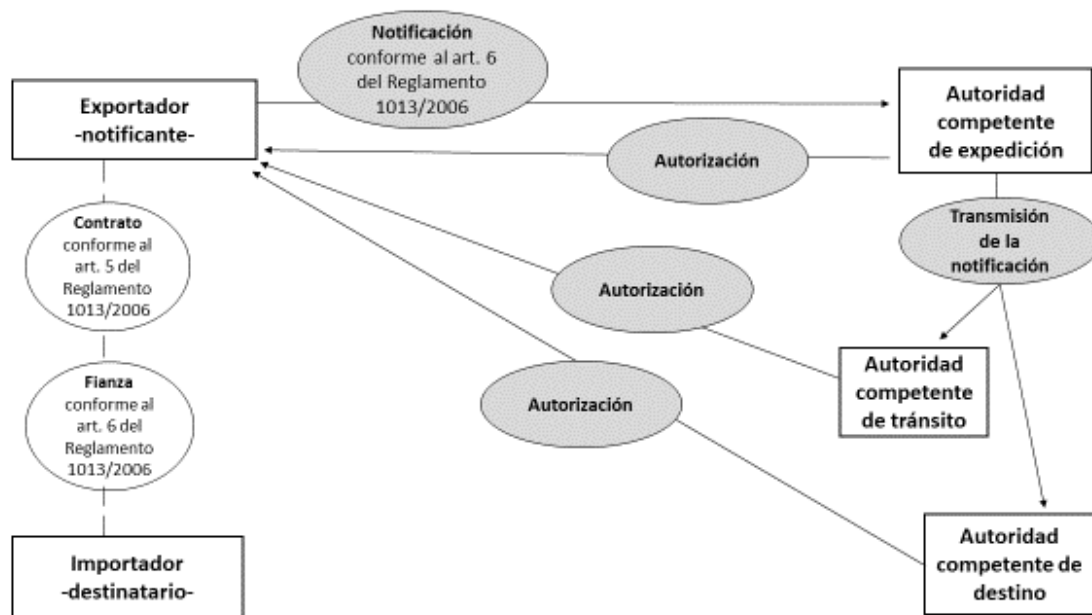 Notificación
conforme al art. 6
del Reglamento
1013/2006
Exportador
-notificante-
Autoridad
competente
de expedición
Autorización
Contrato
conforme al
art. 5 del
Reglamento
1013/2006
Transmisión
de la
notificación
Autorización
Autoridad
competente
de tránsito
Fianza
conforme al
art. 6 del
Reglamento
1013/2006
Autorización
Importador
-destinatario-
Autoridad
competente de
destino